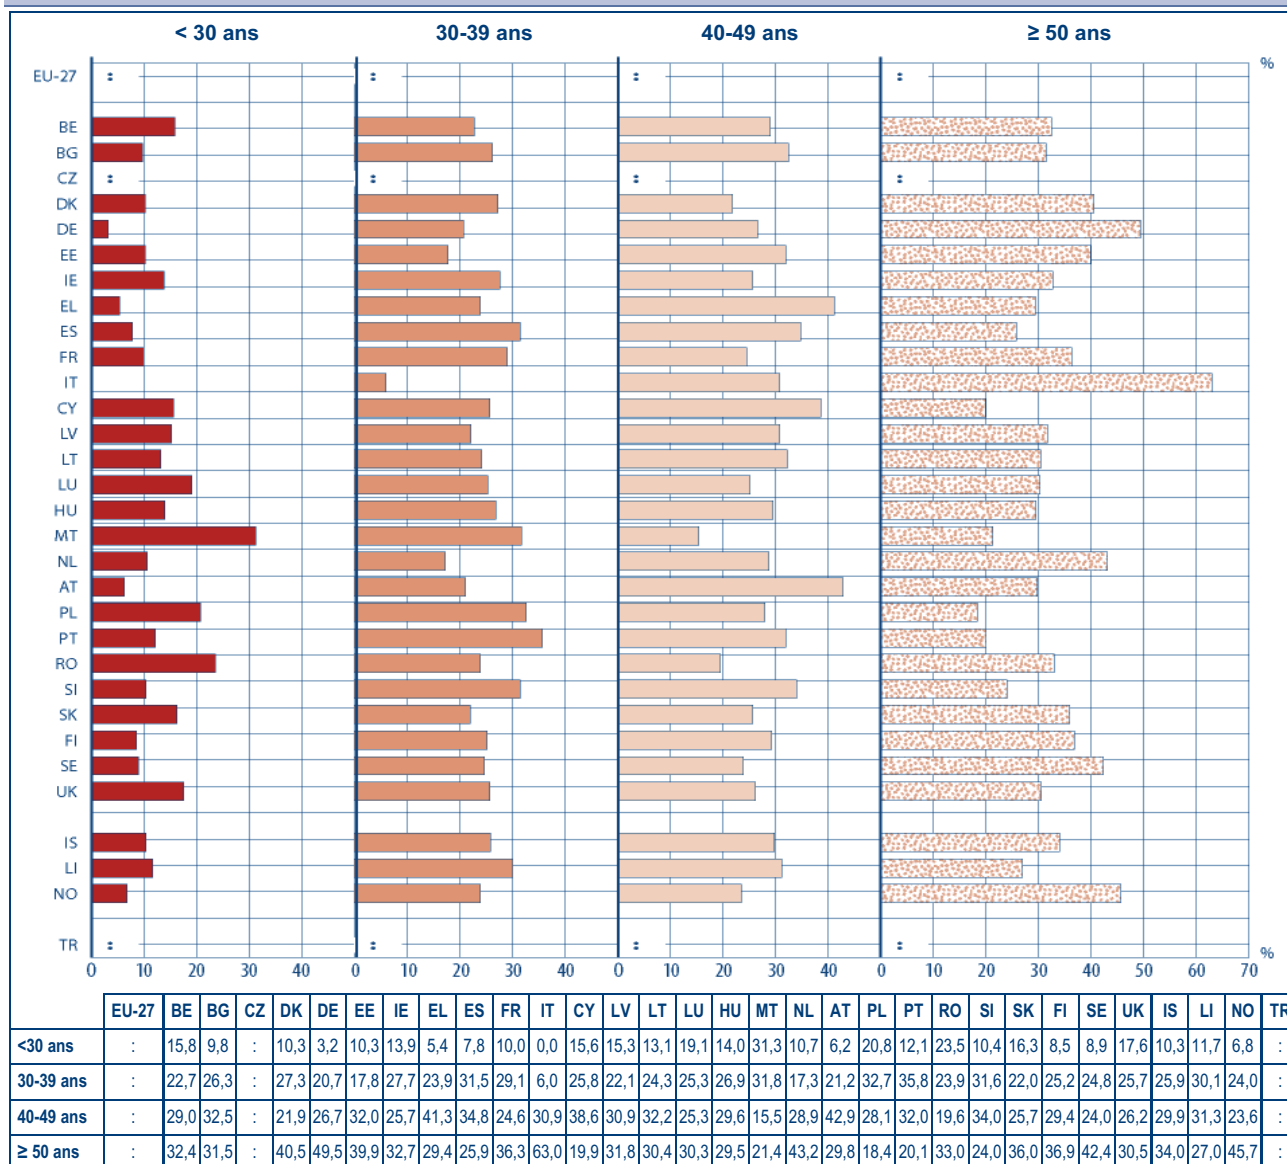 < 30 ans 30-39 ans 40-49 ans ≥ 50 ans
EU-27 : : : : %
BE
BG
CZ : : : :
DK
DE
EE
IE
EL
ES
FR
IT
CY
LV
LT
LU
HU
MT
NL
AT
PL
PT
RO
SI
SK
FI
SE
UK
IS
LI
NO
TR : : : : %
0 10 20 30 40 0 10 20 30 40 0 10 20 30 40 0 10 20 30 40 50 60 70
EU-27 BE BG CZ DK DE EE IE EL ES FR IT CY LV LT LU HU MT NL AT PL PT RO SI SK FI SE UK IS LI NO TR
<30 ans : 15,8 9,8 : 10,3 3,2 10,3 13,9 5,4 7,8 10,0 0,0 15,6 15,3 13,1 19,1 14,0 31,3 10,7 6,2 20,8 12,1 23,5 10,4 16,3 8,5 8,9 17,6 10,3 11,7 6,8 :
30-39 ans : 22,7 26,3 : 27,3 20,7 17,8 27,7 23,9 31,5 29,1 6,0 25,8 22,1 24,3 25,3 26,9 31,8 17,3 21,2 32,7 35,8 23,9 31,6 22,0 25,2 24,8 25,7 25,9 30,1 24,0 :
40-49 ans : 29,0 32,5 : 21,9 26,7 32,0 25,7 41,3 34,8 24,6 30,9 38,6 30,9 32,2 25,3 29,6 15,5 28,9 42,9 28,1 32,0 19,6 34,0 25,7 29,4 24,0 26,2 29,9 31,3 23,6 :
≥ 50 ans : 32,4 31,5 : 40,5 49,5 39,9 32,7 29,4 25,9 36,3 63,0 19,9 31,8 30,4 30,3 29,5 21,4 43,2 29,8 18,4 20,1 33,0 24,0 36,0 36,9 42,4 30,5 34,0 27,0 45,7 :